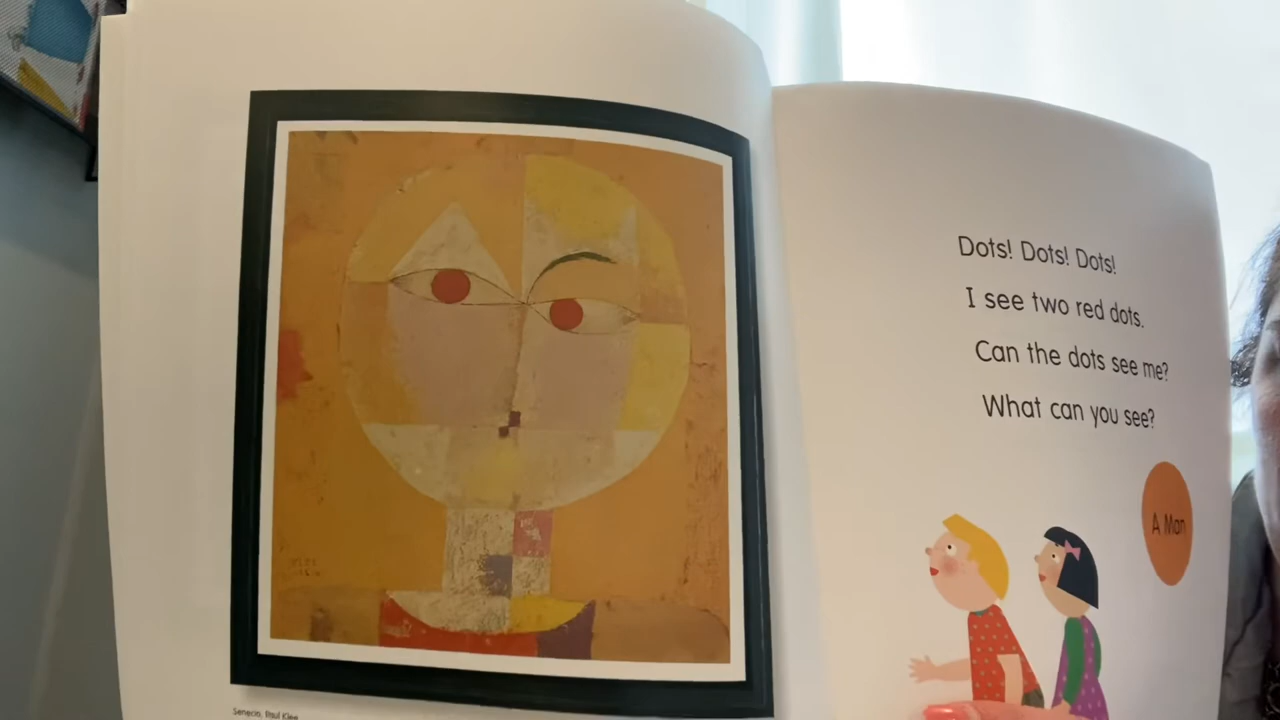 Senecio, Paul Klee
Dots! Dots! Dots!
I see two red dots.
Can the dots see me?
What can you see?
A Man